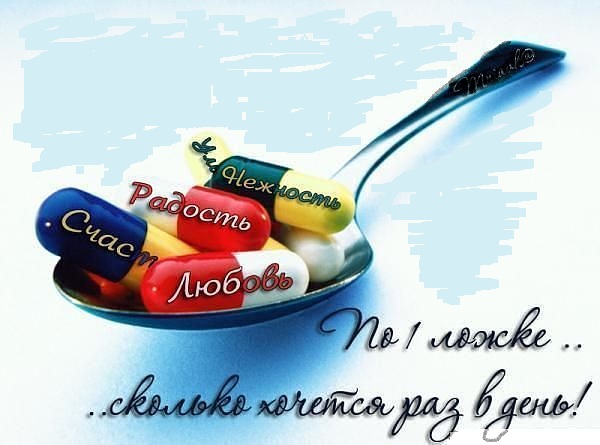 Нежность
Радость
Счаст
Любовь
По 1 ложке ..
..сколько хочется раз в день!